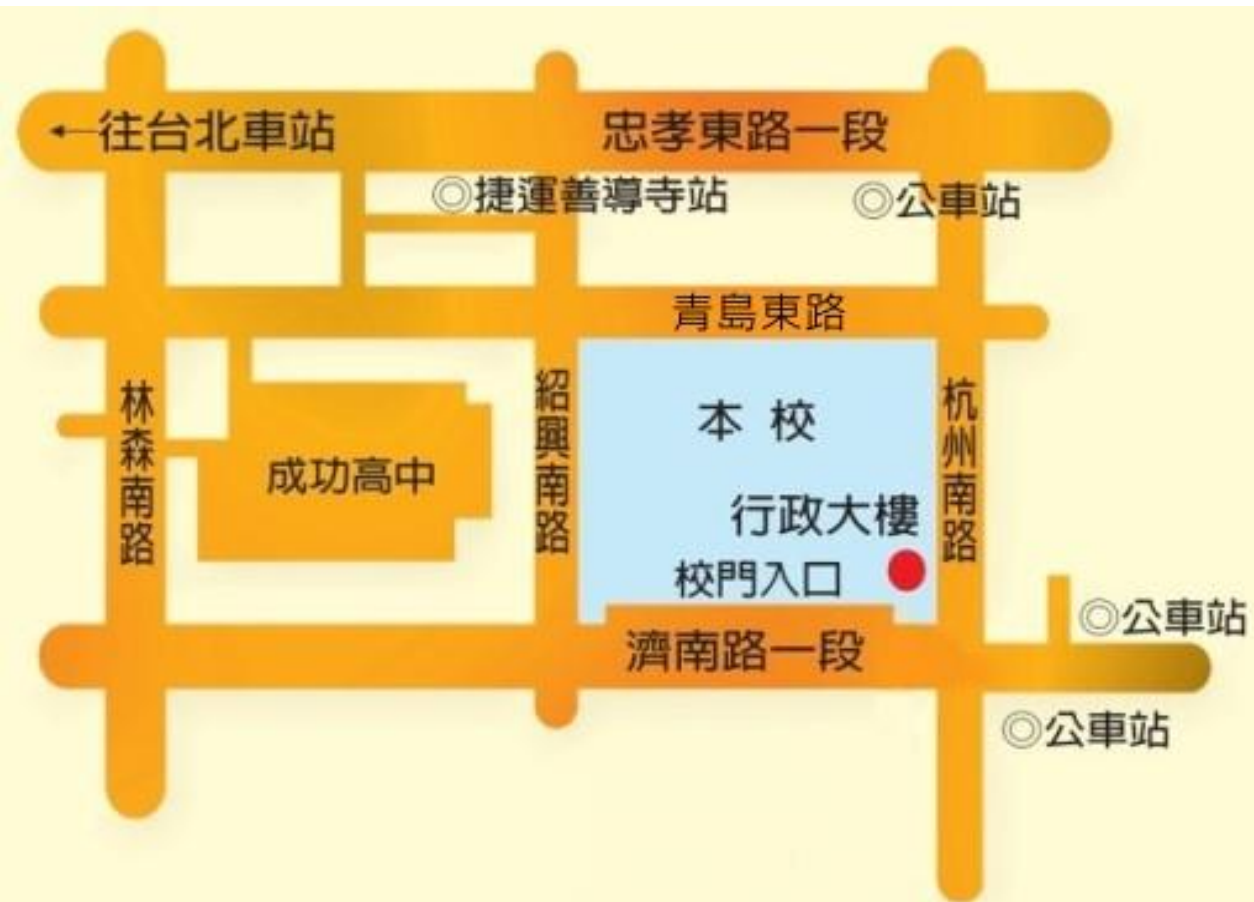 ←往台北車站
忠孝東路一段
◎捷運善導寺站
◎公車站
青島東路
林森南路
成功高中
紹興南路
本校
行政大樓
校門入口
杭州南路
濟南路一段
◎公車站
◎公車站